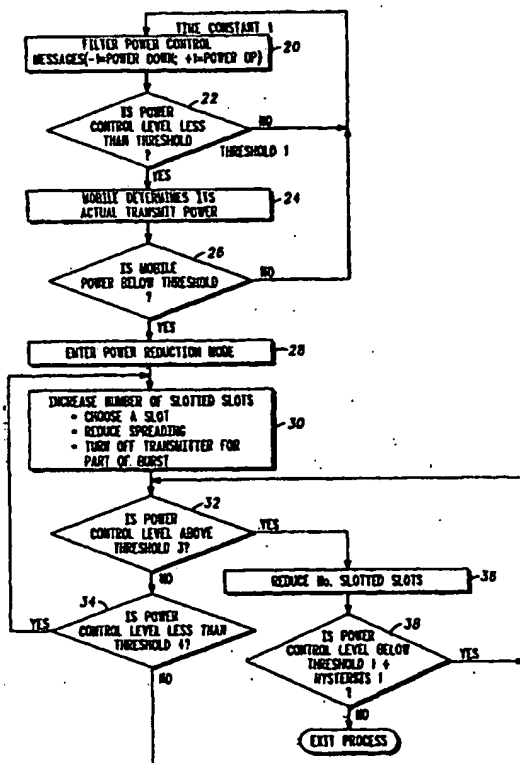 TIME CONSTANT 1
FILTER POWER CONTROL
MESSAGES(-1=POWER DOWN; +1=POWER UP)
20
22
IS POWER
CONTROL LEVEL LESS
THAN THRESHOLD
?
NO
THRESHOLD 1
YES
MOBILE DETERMINES ITS
ACTUAL TRANSMIT POWER
24
26
IS MOBILE
POWER BELOW THRESHOLD
?
NO
YES
ENTER POWER REDUCTION MODE
28
INCREASE NUMBER OF SLOTTED SLOTS
• CHOOSE A SLOT
• REDUCE SPREADING
• TURN OFF TRANSMITTER FOR
PART OF BURST
30
32
IS POWER
CONTROL LEVEL ABOVE
THRESHOLD 3?
YES
NO
REDUCE No. SLOTTED SLOTS
36
34
IS POWER
CONTROL LEVEL LESS THAN
THRESHOLD 4?
YES
NO
38
IS POWER
CONTROL LEVEL BELOW
THRESHOLD 1 +
HYSTERSIS 1
?
YES
NO
EXIT PROCESS